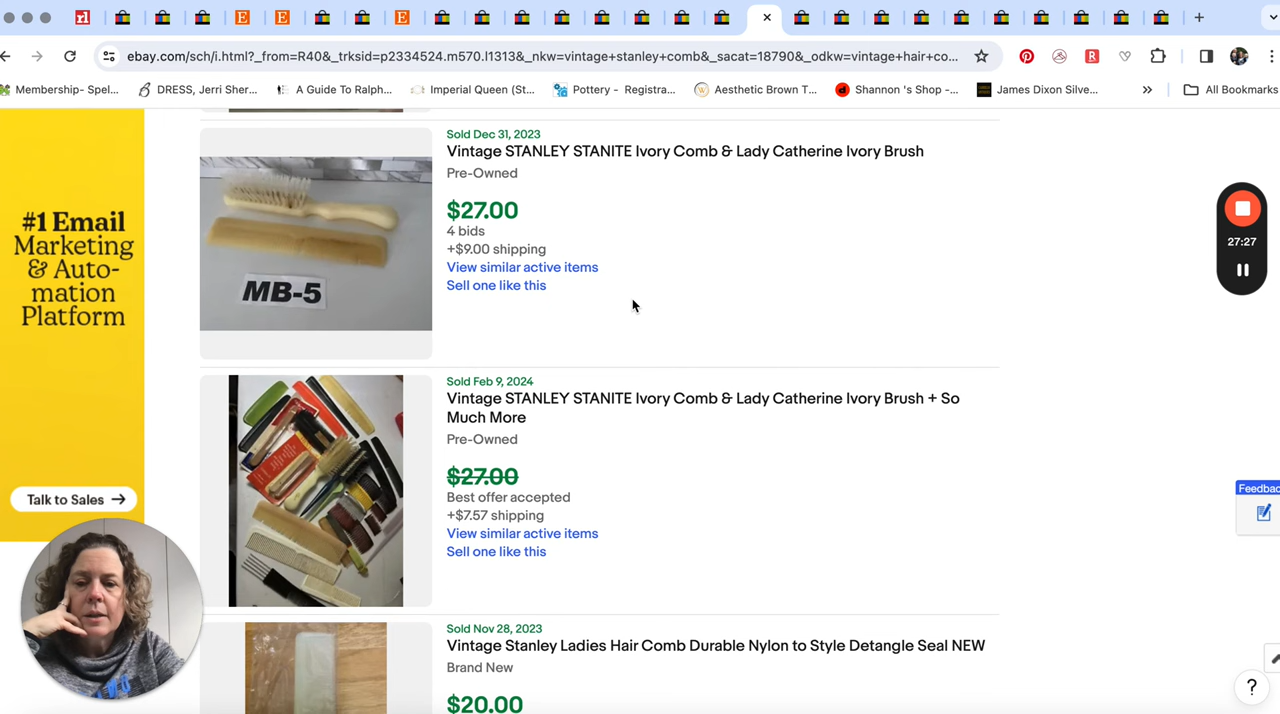 ebay.com/sch/i.html?_from=R40&_trksid=p2334524.m570.l1313&_nkw=vintage+stanley+comb&_sacat=18790&_odkw=vintage+hair+co...
Membership- Spel... DRESS, Jerri Sher... A Guide To Ralph... Imperial Queen (St... Pottery - Registra... Aesthetic Brown T... Shannon 's Shop -... James Dixon Silve... » All Bookmarks
#1 Email
Marketing
& Auto-
mation
Platform
Talk to Sales →
Sold Dec 31, 2023
Vintage STANLEY STANITE Ivory Comb & Lady Catherine Ivory Brush
Pre-Owned
$27.00
4 bids
+$9.00 shipping
View similar active items
Sell one like this
MB-5
Sold Feb 9, 2024
Vintage STANLEY STANITE Ivory Comb & Lady Catherine Ivory Brush + So
Much More
Pre-Owned
$27.00
Best offer accepted
+$7.57 shipping
View similar active items
Sell one like this
Sold Nov 28, 2023
Vintage Stanley Ladies Hair Comb Durable Nylon to Style Detangle Seal NEW
Brand New
$20.00
27:27
Feedbac
?